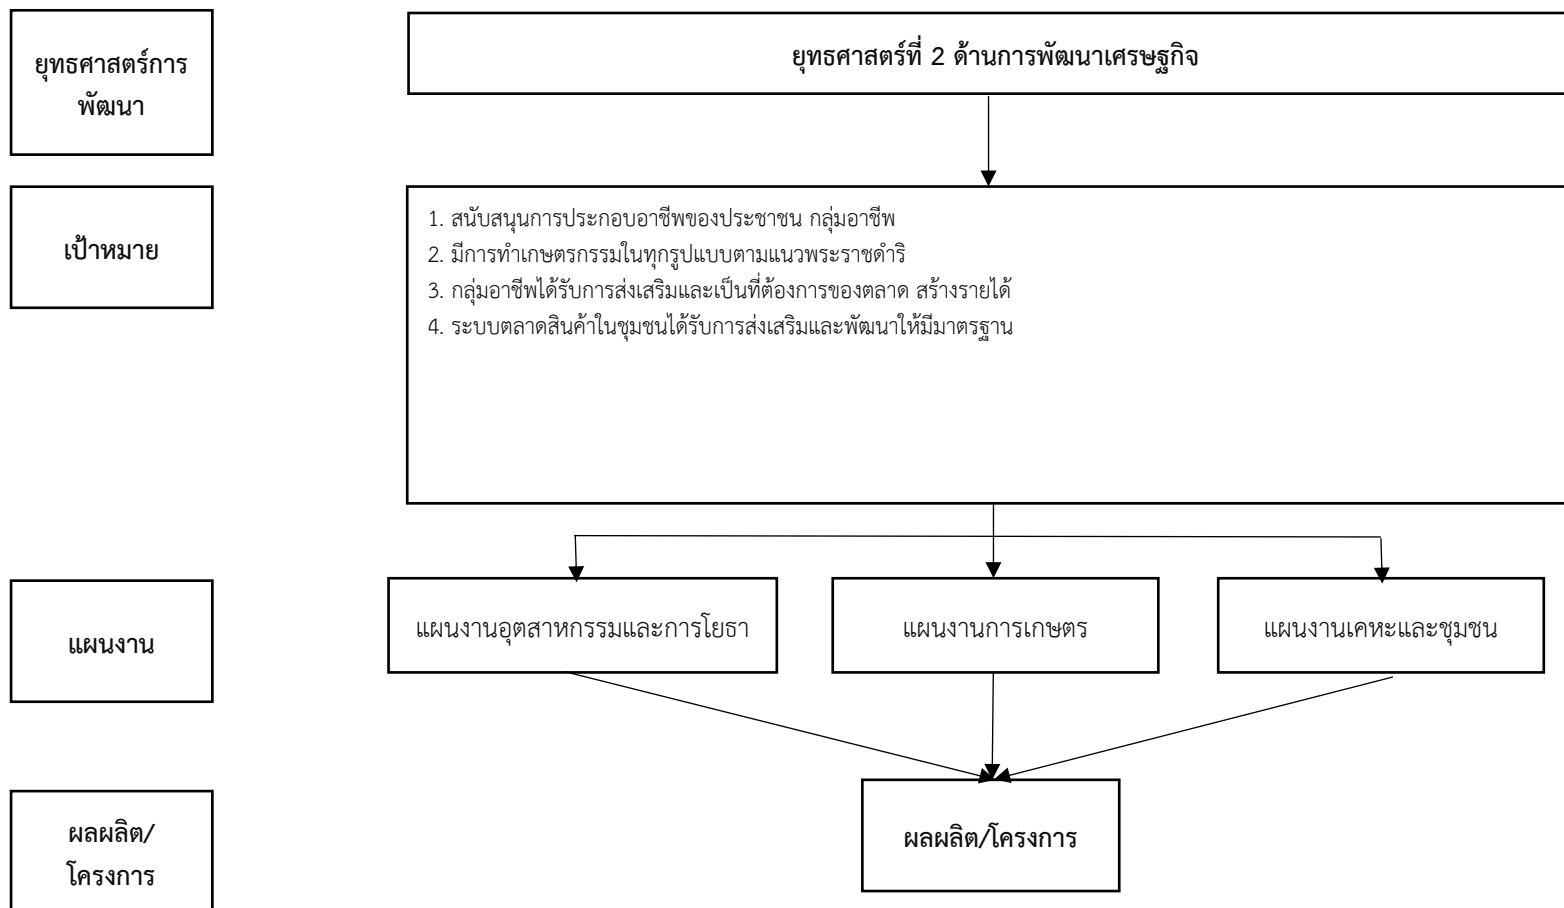 ยุทธศาสตร์การ
พัฒนา
ยุทธศาสตร์ที่ 2 ด้านการพัฒนาเศรษฐกิจ
เป้าหมาย
1. สนับสนุนการประกอบอาชีพของประชาชน กลุ่มอาชีพ
2. มีการทำเกษตรกรรมในทุกรูปแบบตามแนวพระราชดำริ
3. กลุ่มอาชีพได้รับการส่งเสริมและเป็นที่ต้องการของตลาด สร้างรายได้
4. ระบบตลาดสินค้าในชุมชนได้รับการส่งเสริมและพัฒนาให้มีมาตรฐาน
แผนงาน
แผนงานอุตสาหกรรมและการโยธา
แผนงานการเกษตร
แผนงานเคหะและชุมชน
ผลผลิต/
โครงการ
ผลผลิต/โครงการ